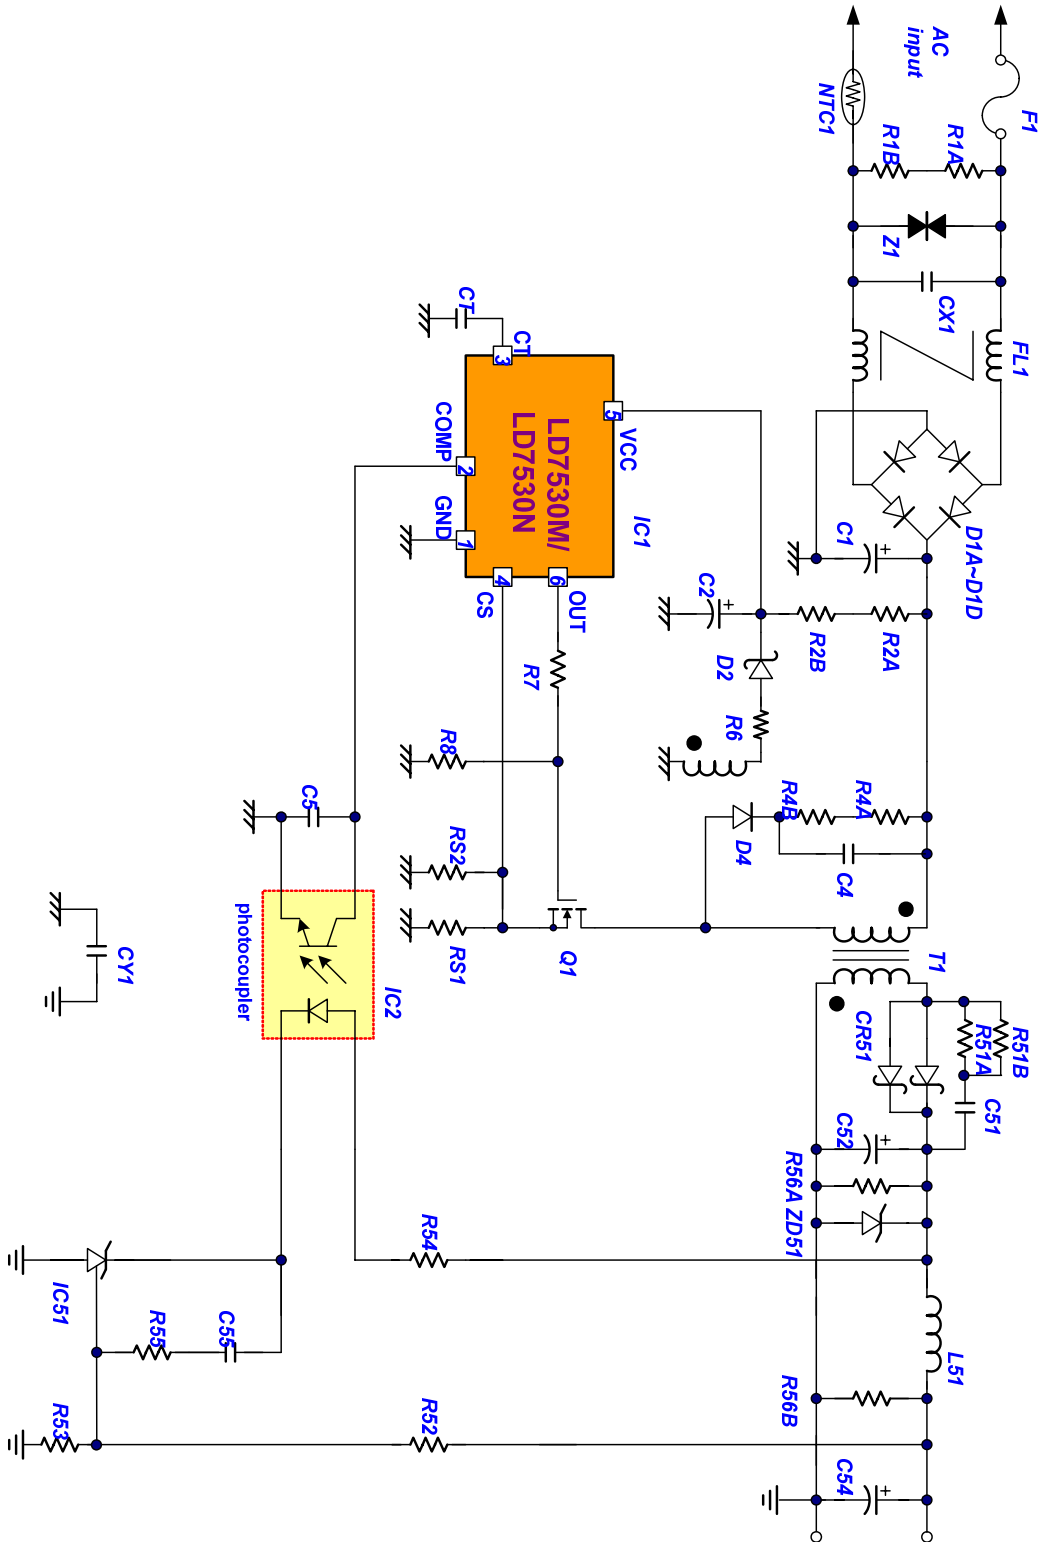 AC
input
F1
NTC1
R1B
R1A
Z1
CX1
FL1
CT
CT
3
COMP
2
GND
1
LD7530M/
LD7530N
5
VCC
IC1
4
CS
6
OUT
D1A~D1D
C1
C2
R2B
R2A
D2
R6
R7
R8
R4B
R4A
D4
C4
C5
RS2
RS1
Q1
T1
photocoupler
IC2
CY1
CR51
R51A
R51B
C51
C52
R56A
ZD51
R54
IC51
R55
C55
L51
R56B
R53
R52
C54
+
+
+
+